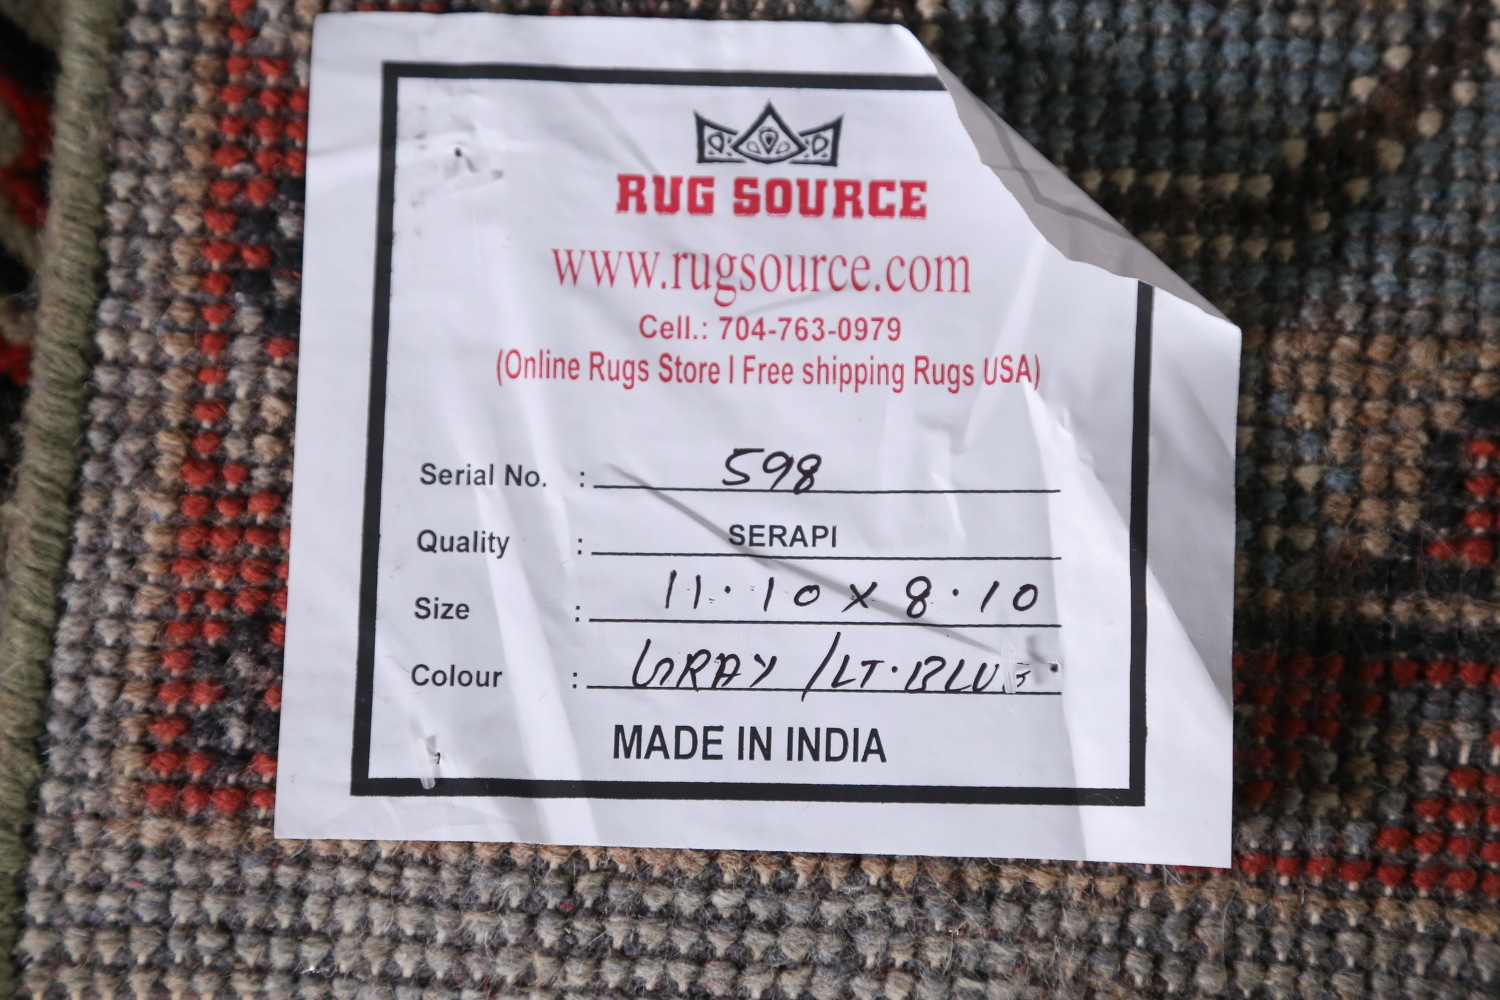 RUG SOURCE
www.rugsource.com
Cell.: 704-763-0979
(Online Rugs Store I Free shipping Rugs USA)
Serial No. : 598
Quality : SERAPI
Size : 11.10 x 8.10
Colour : GRAY / LT. BLUE
MADE IN INDIA